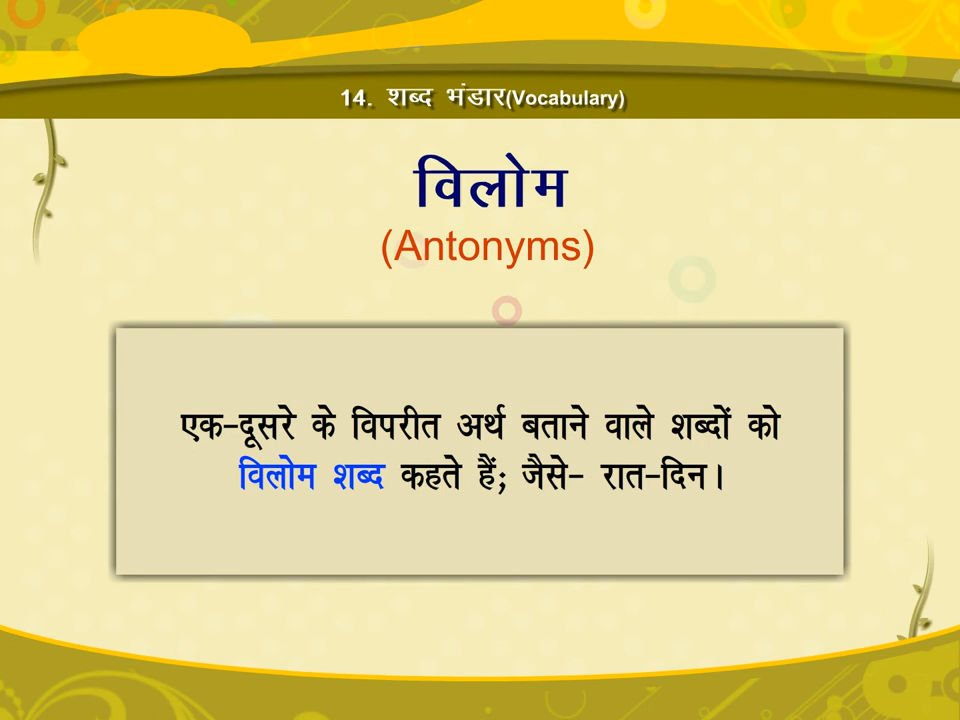 14. शब्द भंडार(Vocabulary)
विलोम
(Antonyms)
एक-दूसरे के विपरीत अर्थ बताने वाले शब्दों को
विलोम शब्द कहते हैं; जैसे- रात-दिन।